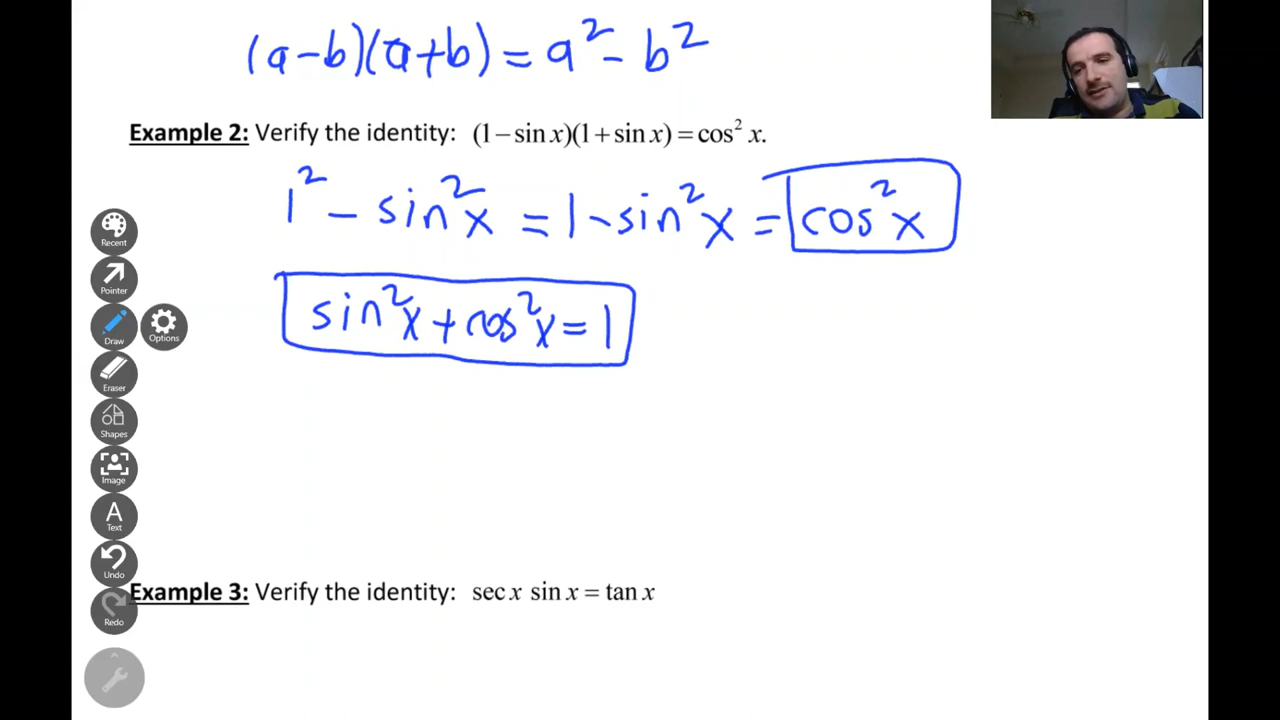 (a-b)(a+b) = a² - b²
Example 2: Verify the identity: (1 − sin x)(1 + sin x) = cos² x.
1² - sin²x = 1 - sin²x = cos²x
Recent
Pointer
sin²x + cos²x = 1
Draw
Options
Eraser
Shapes
Image
A
Text
Undo
Example 3: Verify the identity: sec x sin x = tan x
Redo